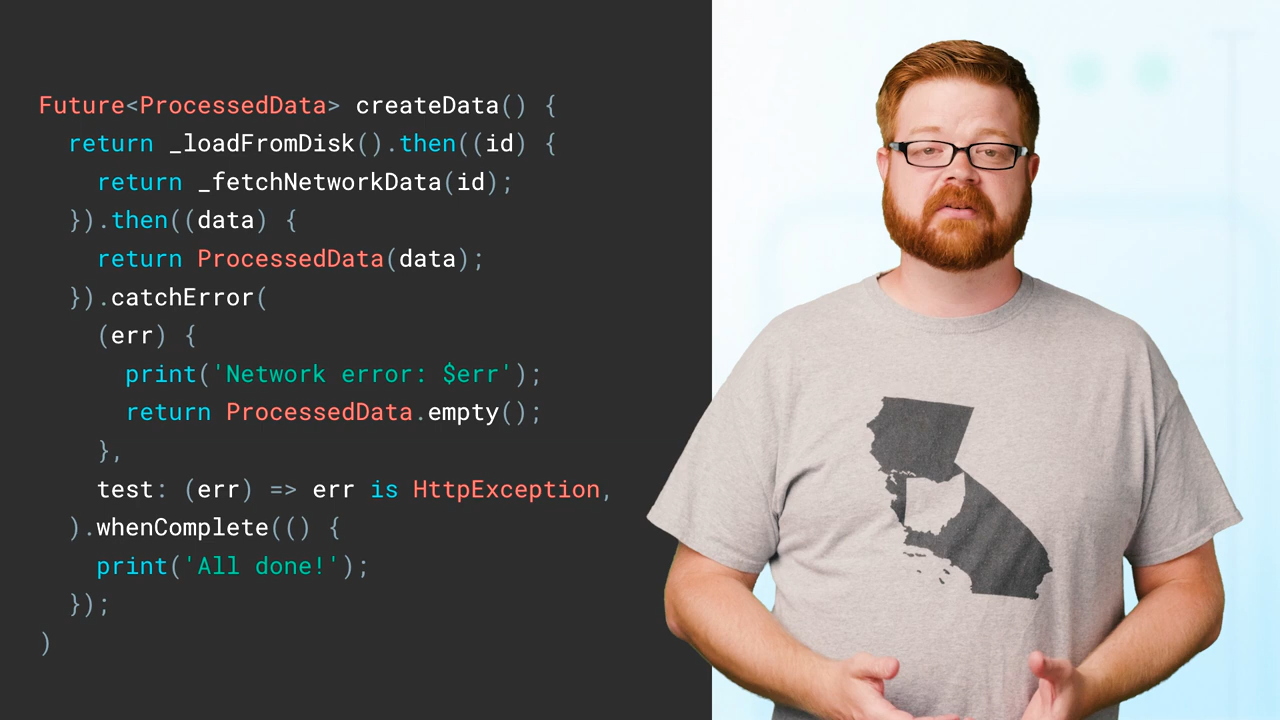 Future<ProcessedData> createData() {
  return _loadFromDisk().then((id) {
    return _fetchNetworkData(id);
  }).then((data) {
    return ProcessedData(data);
  }).catchError(
    (err) {
      print('Network error: $err');
      return ProcessedData.empty();
    },
    test: (err) => err is HttpException,
  ).whenComplete(() {
    print('All done!');
  });
)